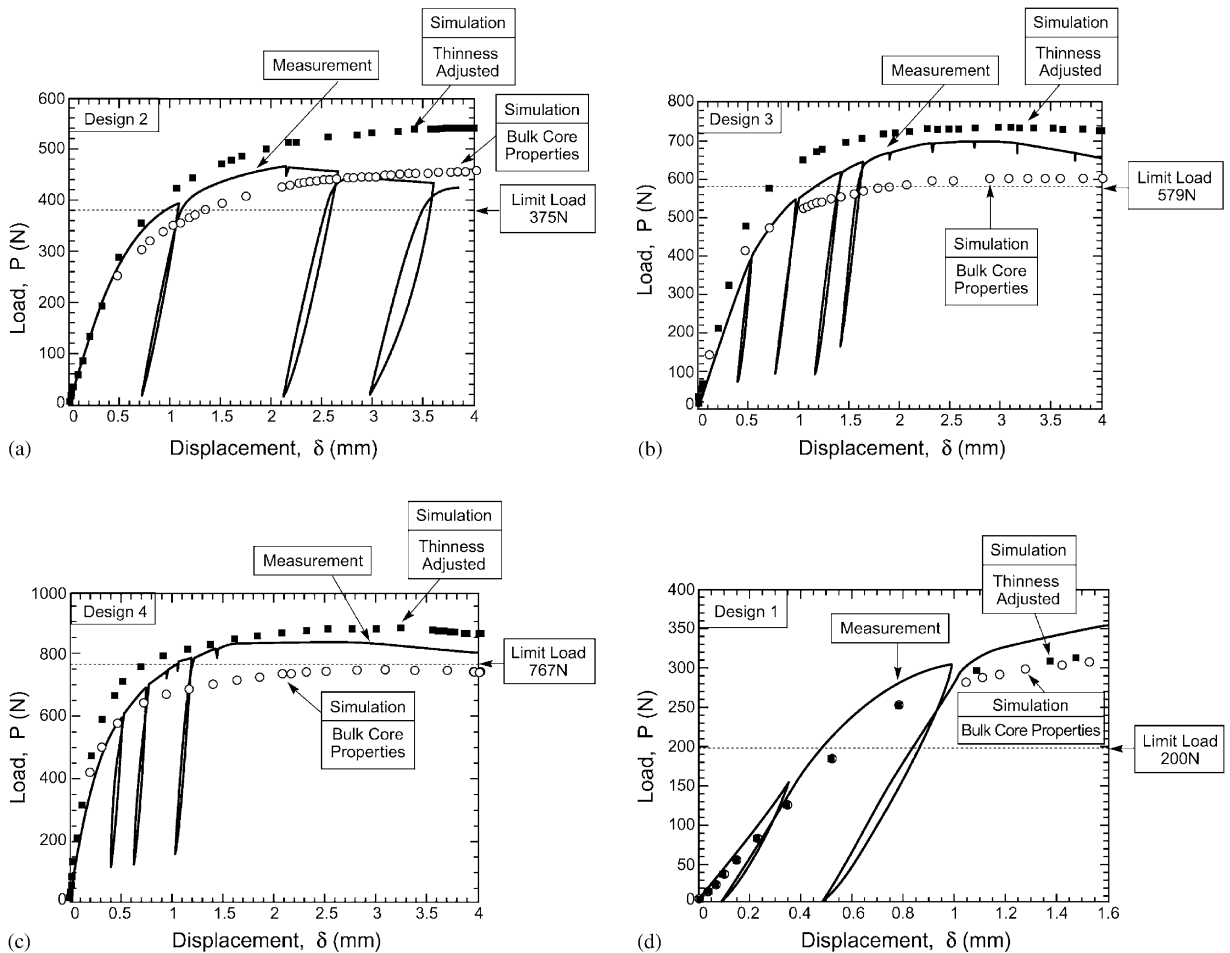 Simulation
Thinness
Adjusted
Measurement
Simulation
Bulk Core
Properties
Design 2
600
500
400
300
200
100
0
Limit Load
375N
Load, P (N)
0
0.5
1
1.5
2
2.5
3
3.5
4
(a)
Displacement, δ (mm)
Simulation
Thinness
Adjusted
Measurement
Design 3
800
700
600
500
400
300
200
100
0
Limit Load
579N
Simulation
Bulk Core
Properties
Load, P (N)
0
0.5
1
1.5
2
2.5
3
3.5
4
(b)
Displacement, δ (mm)
Simulation
Thinness
Adjusted
Measurement
Design 4
1000
800
600
400
200
0
Limit Load
767N
Simulation
Bulk Core
Properties
Load, P (N)
0
0.5
1
1.5
2
2.5
3
3.5
4
(c)
Displacement, δ (mm)
Simulation
Thinness
Adjusted
Measurement
Design 1
400
350
300
250
200
150
100
50
0
Simulation
Bulk Core Properties
Limit Load
200N
Load, P (N)
0
0.2
0.4
0.6
0.8
1
1.2
1.4
1.6
(d)
Displacement, δ (mm)